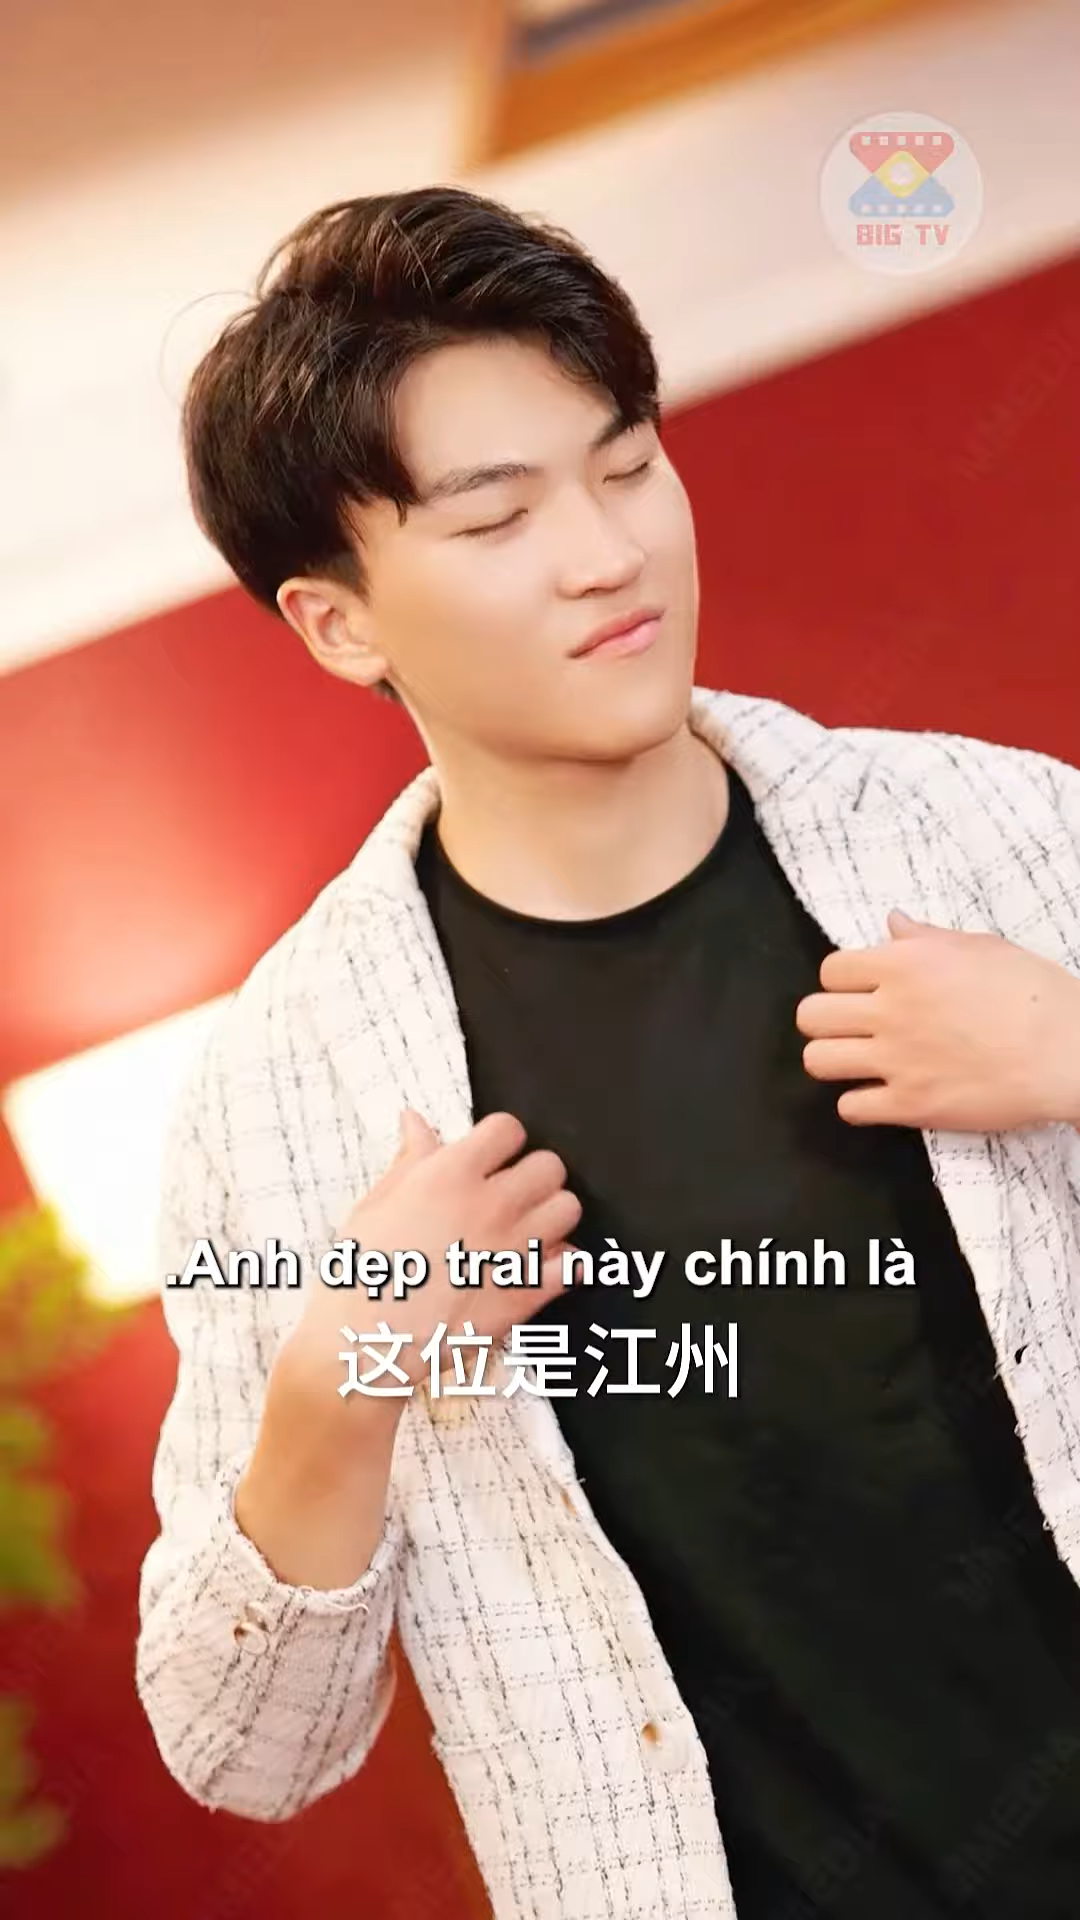 BIG TV
.Anh đẹp trai này chính là
这位是江州